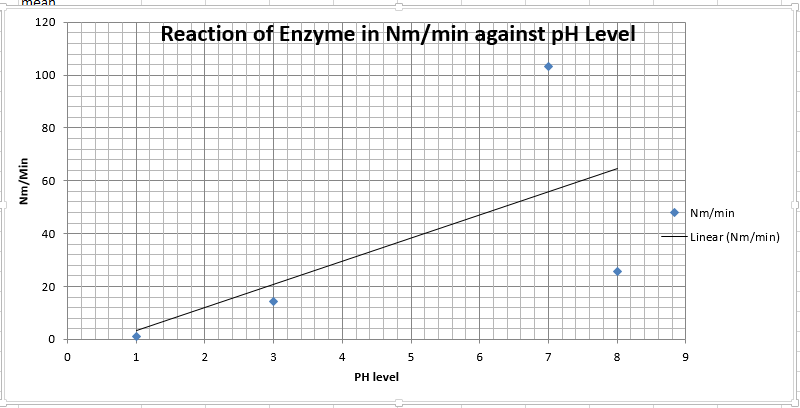 mean
Reaction of Enzyme in Nm/min against pH Level
120
100
80
60
40
20
0
Nm/Min
0 1 2 3 4 5 6 7 8 9
PH level
Nm/min
Linear (Nm/min)